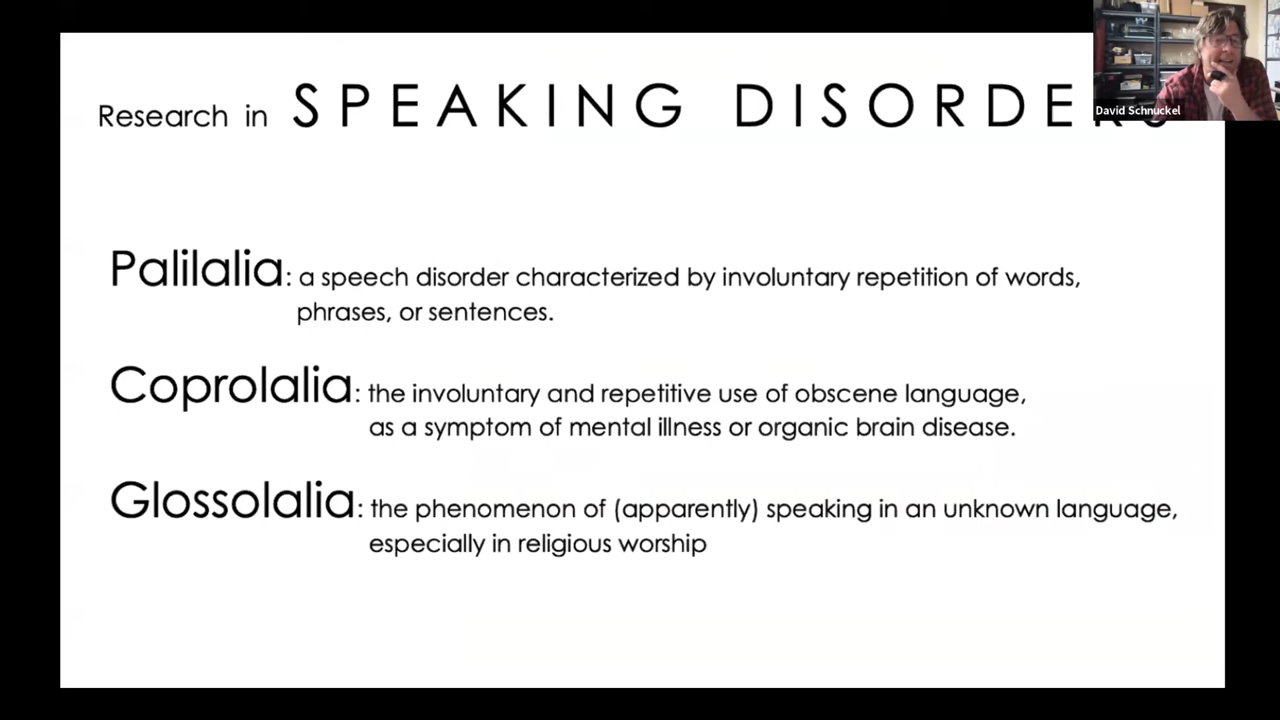 Research in SPEAKING DISORDERS
David Schnuckel
Palilalia: a speech disorder characterized by involuntary repetition of words,
phrases, or sentences.
Coprolalia: the involuntary and repetitive use of obscene language,
as a symptom of mental illness or organic brain disease.
Glossolalia: the phenomenon of (apparently) speaking in an unknown language,
especially in religious worship